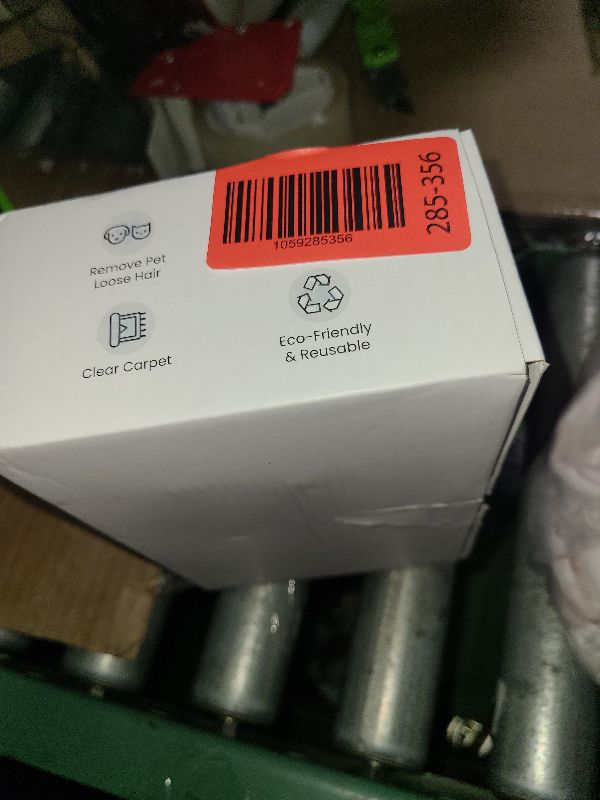 1059285356
285-356
Remove Pet
Loose Hair
Clear Carpet
Eco-Friendly
& Reusable